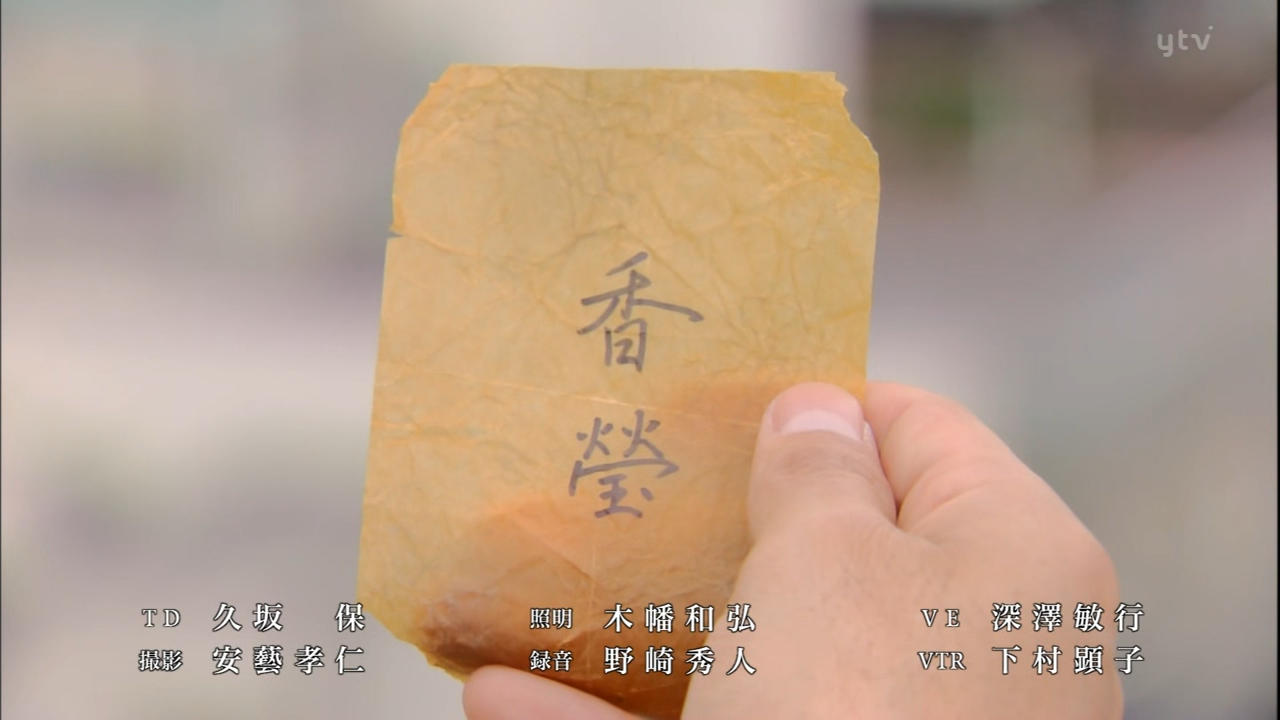 ytv
香
瑩
TD 久坂 保
照明 木幡和弘
VE 深澤敏行
撮影 安藝孝仁
録音 野崎秀人
VTR 下村顕子